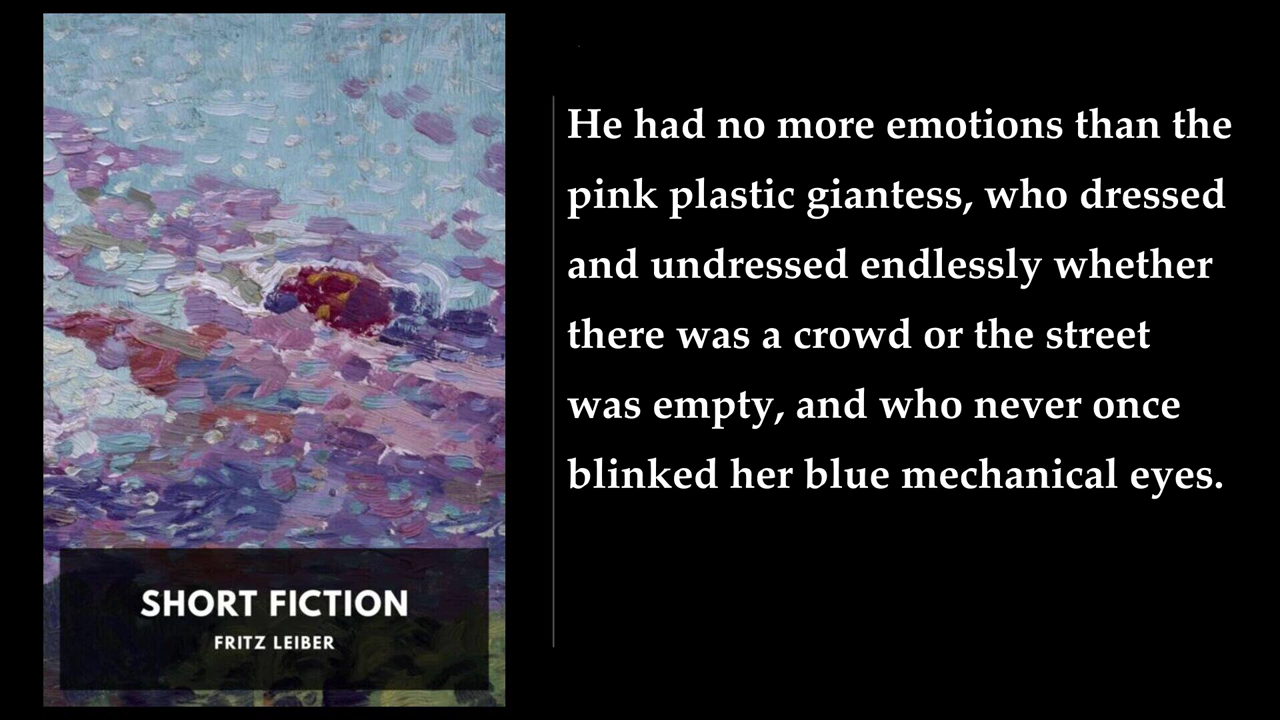 He had no more emotions than the
pink plastic giantess, who dressed
and undressed endlessly whether
there was a crowd or the street
was empty, and who never once
blinked her blue mechanical eyes.
SHORT FICTION
FRITZ LEIBER